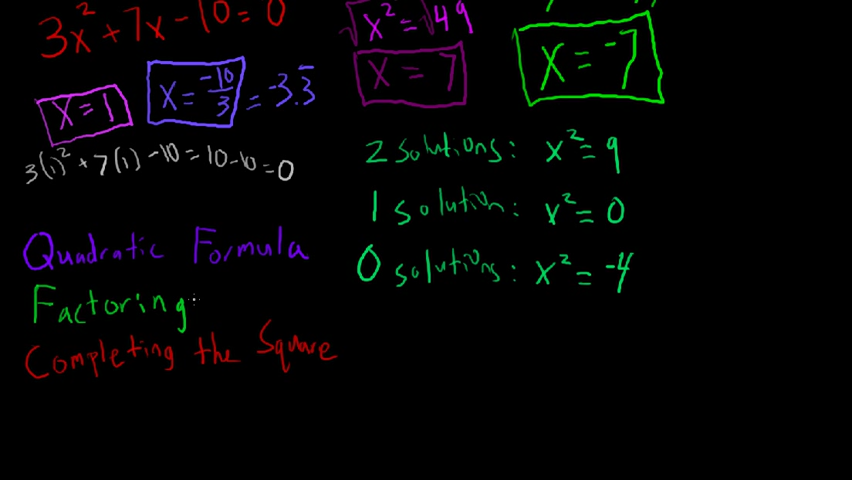 3x² + 7x - 10 = 0
x = 1
x = -10/3 = -3.3̅
3(1)² + 7(1) - 10 = 10 - 10 = 0
Quadratic Formula
Factoring
Completing the Square
√x² = √49
x = 7
x = -7
2 solutions: x² = 9
1 solution: x² = 0
0 solutions: x² = -4